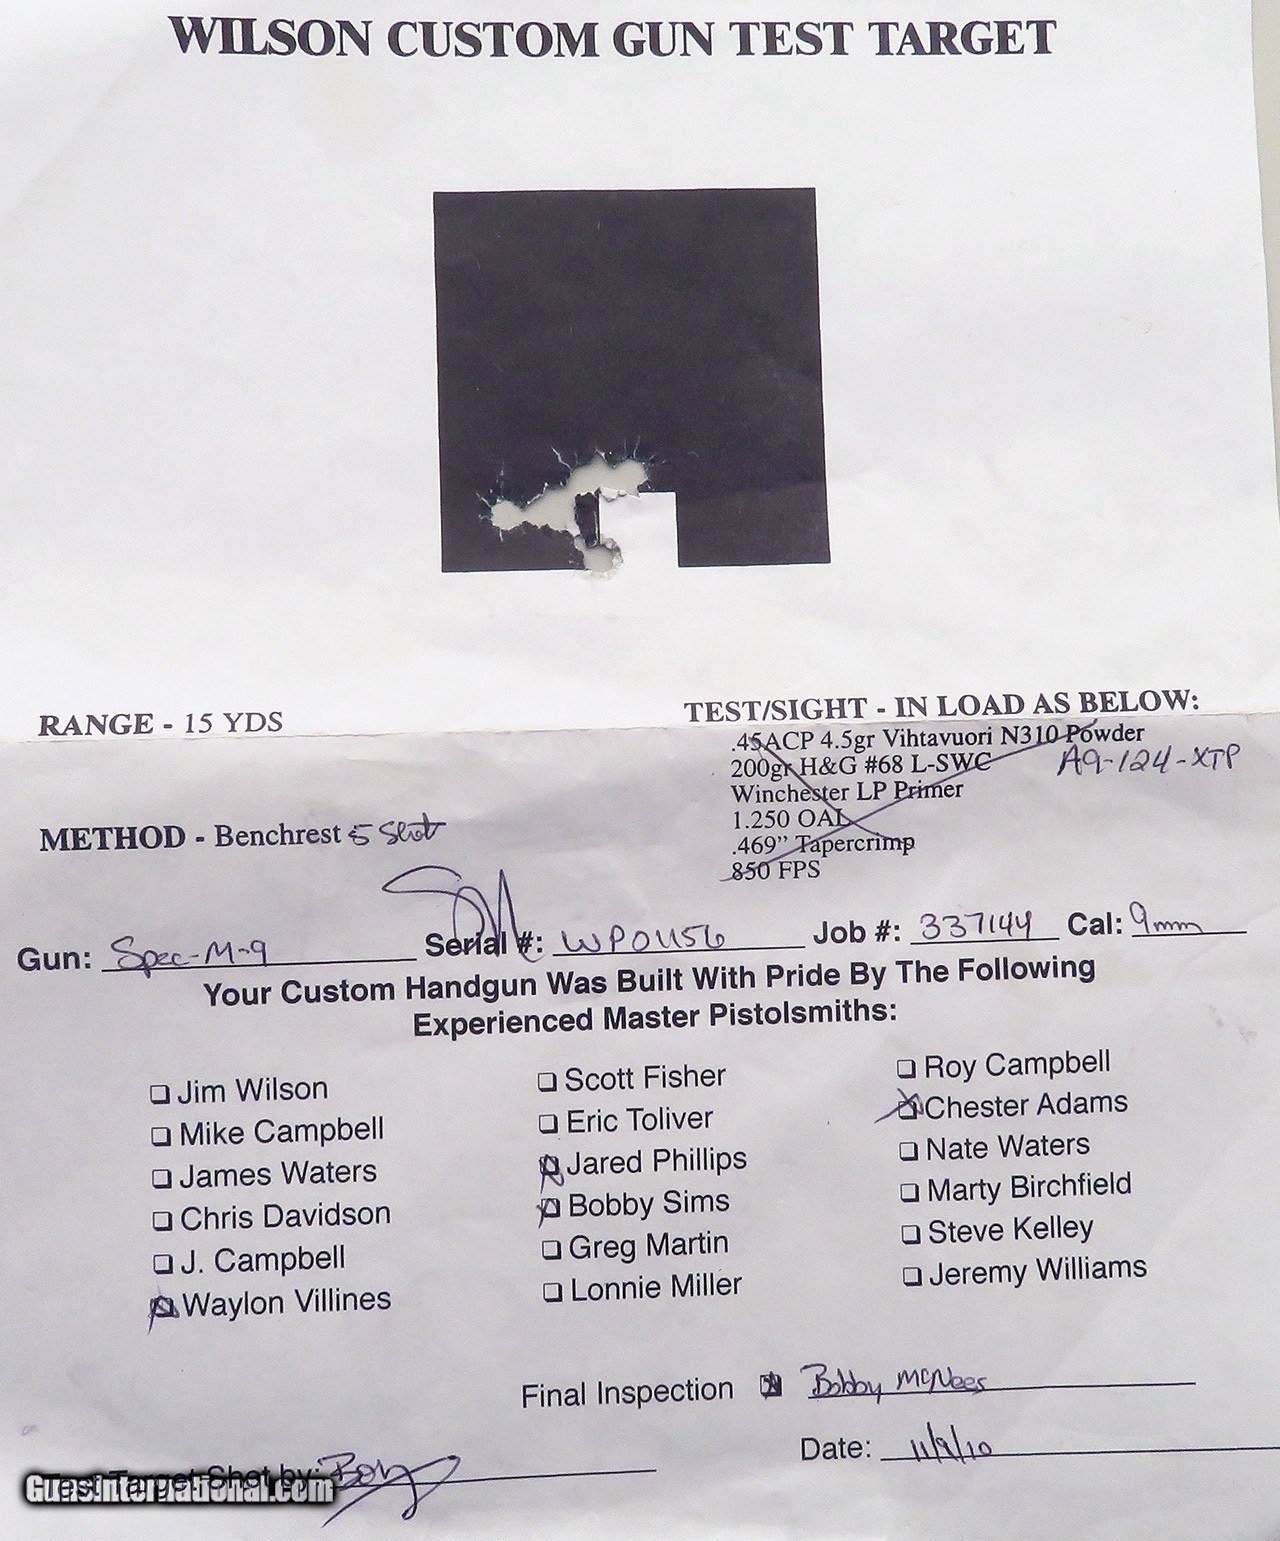 WILSON CUSTOM GUN TEST TARGET
RANGE - 15 YDS
TEST/SIGHT - IN LOAD AS BELOW:
.45ACP 4.5gr Vihtavuori N310 Powder
200gr H&G #68 L-SWC A9-124-XTP
Winchester LP Primer
1.250 OAL
.469” Tapercrimp
850 FPS
METHOD - Benchrest 5 Shot
Gun: Spec-M-9 Serial #: WP01156 Job #: 337144 Cal: 9mm
Your Custom Handgun Was Built With Pride By The Following
Experienced Master Pistolsmiths:
Jim Wilson
Mike Campbell
James Waters
Chris Davidson
J. Campbell
Waylon Villines
Scott Fisher
Eric Toliver
Jared Phillips
Bobby Sims
Greg Martin
Lonnie Miller
Roy Campbell
Chester Adams
Nate Waters
Marty Birchfield
Steve Kelley
Jeremy Williams
Final Inspection Bobby McNees
Date: 11/9/10
Test Target Shot by:
GunsInternational.com